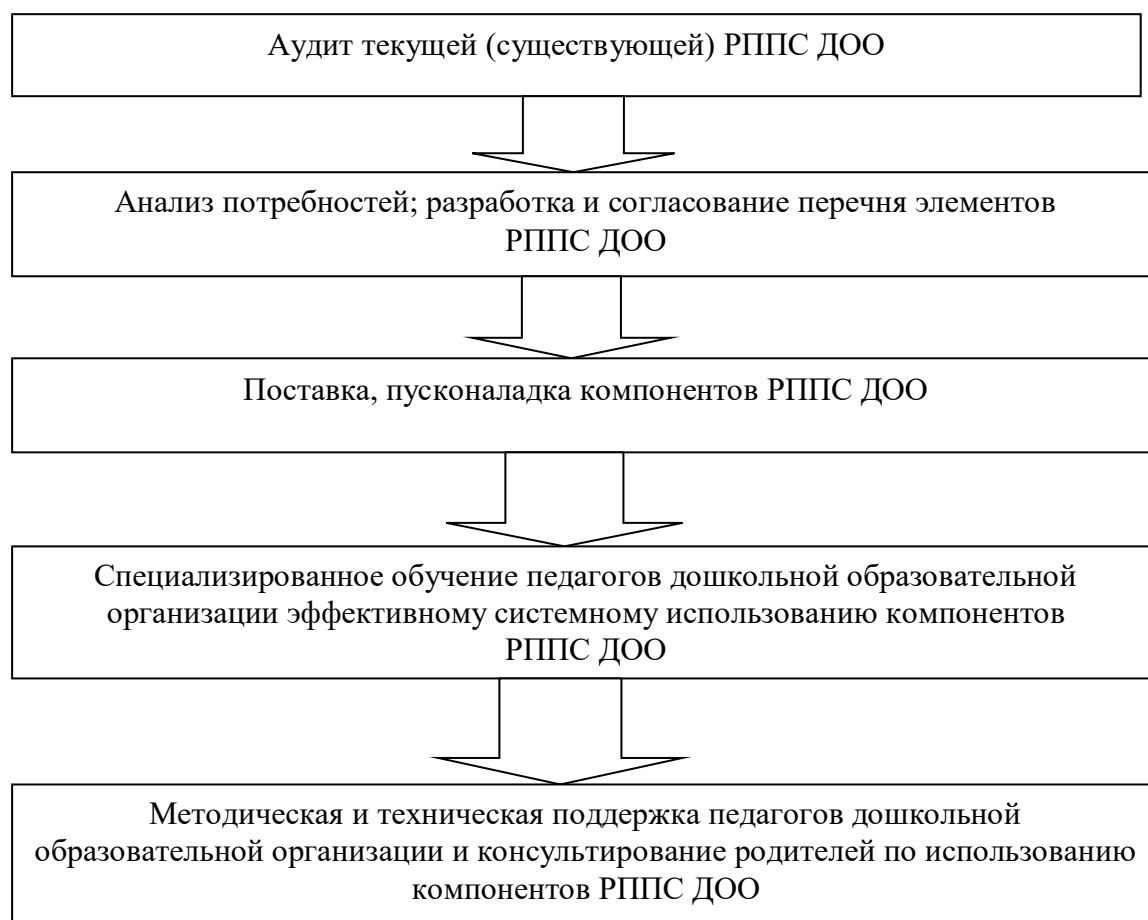 Аудит текущей (существующей) РППС ДОО
Анализ потребностей; разработка и согласование перечня элементов
РППС ДОО
Поставка, пусконаладка компонентов РППС ДОО
Специализированное обучение педагогов дошкольной образовательной
организации эффективному системному использованию компонентов
РППС ДОО
Методическая и техническая поддержка педагогов дошкольной
образовательной организации и консультирование родителей по использованию
компонентов РППС ДОО